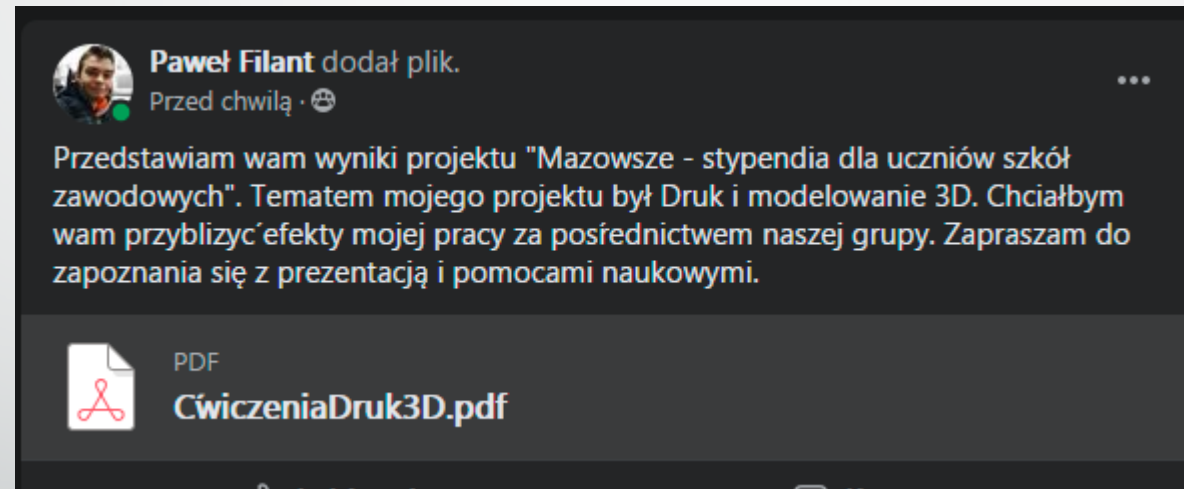 Paweł Filant dodał plik.
Przed chwilą ·
Przedstawiam wam wyniki projektu "Mazowsze - stypendia dla uczniów szkół
zawodowych". Tematem mojego projektu był Druk i modelowanie 3D. Chciałbym
wam przyblizyc´efekty mojej pracy za pośrednictwem naszej grupy. Zapraszam do
zapoznania się z prezentacją i pomocami naukowymi.
PDF
ĆwiczeniaDruk3D.pdf